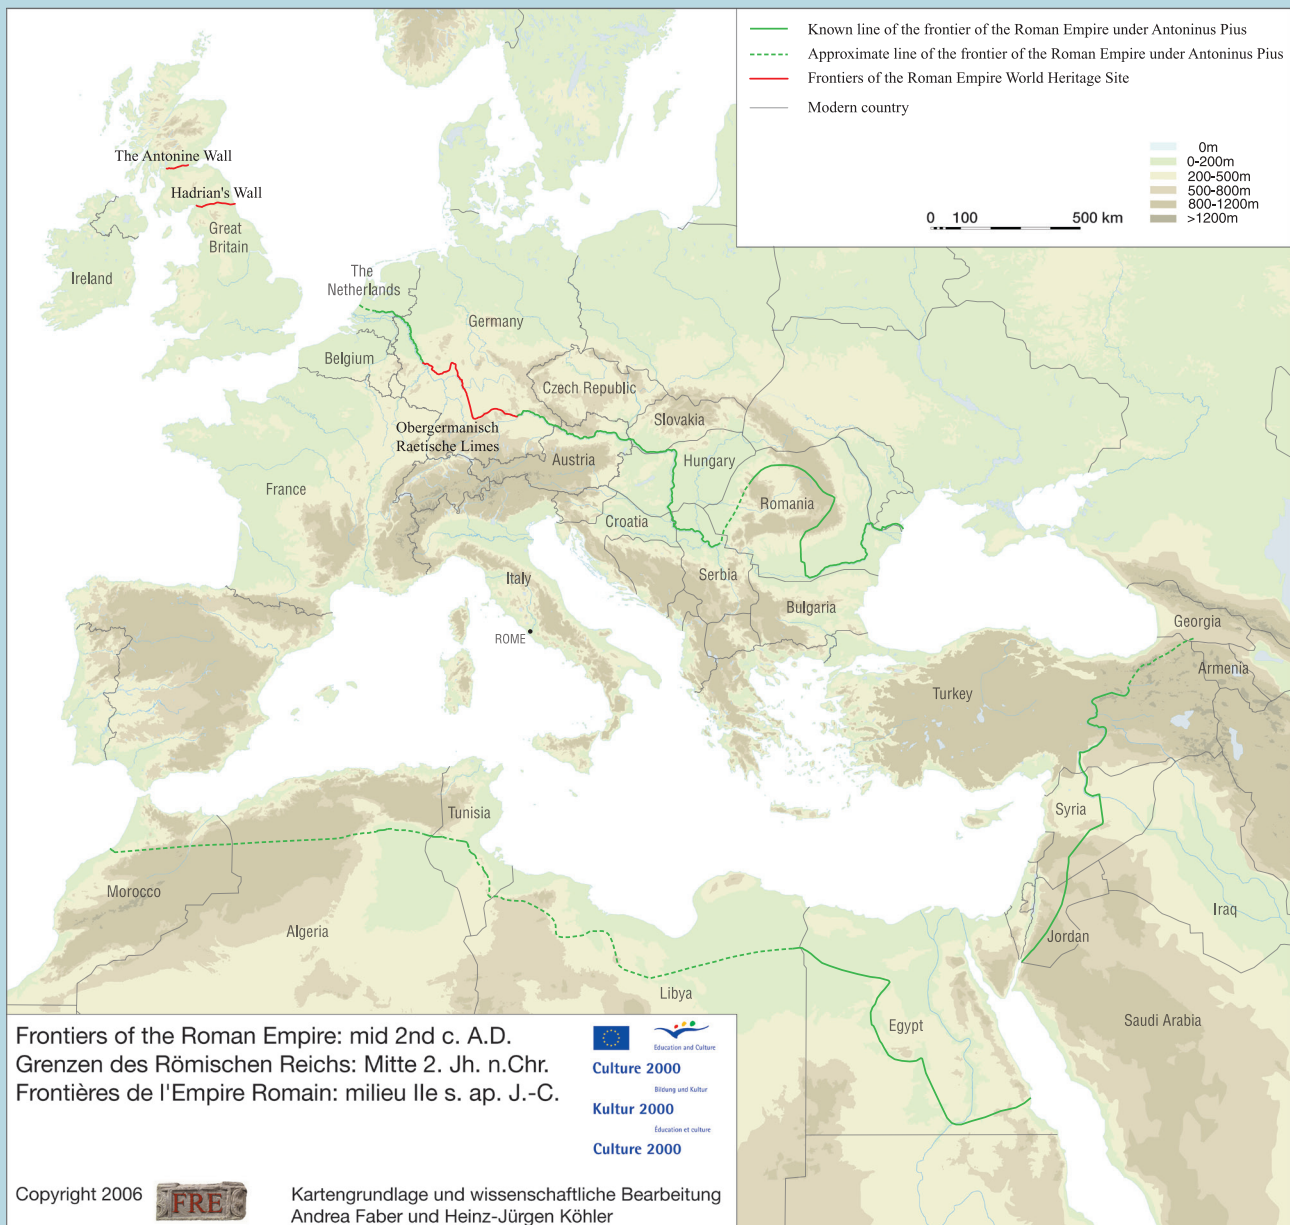 Known line of the frontier of the Roman Empire under Antoninus Pius
Approximate line of the frontier of the Roman Empire under Antoninus Pius
Frontiers of the Roman Empire World Heritage Site
Modern country
0m
0-200m
200-500m
500-800m
800-1200m
>1200m
0 100 500 km
The Antonine Wall
Hadrian's Wall
Great
Britain
Ireland
The
Netherlands
Germany
Belgium
Czech Republic
Slovakia
Obergermanisch
Raetische Limes
Austria
Hungary
France
Romania
Croatia
Serbia
Italy
Bulgaria
ROME
Georgia
Armenia
Turkey
Tunisia
Syria
Morocco
Iraq
Algeria
Jordan
Libya
Egypt
Saudi Arabia
Frontiers of the Roman Empire: mid 2nd c. A.D.
Grenzen des Römischen Reichs: Mitte 2. Jh. n.Chr.
Frontières de l'Empire Romain: milieu IIe s. ap. J.-C.
Education and Culture
Culture 2000
Bildung und Kultur
Kultur 2000
Éducation et culture
Culture 2000
Copyright 2006
FRE
Kartengrundlage und wissenschaftliche Bearbeitung
Andrea Faber und Heinz-Jürgen Köhler